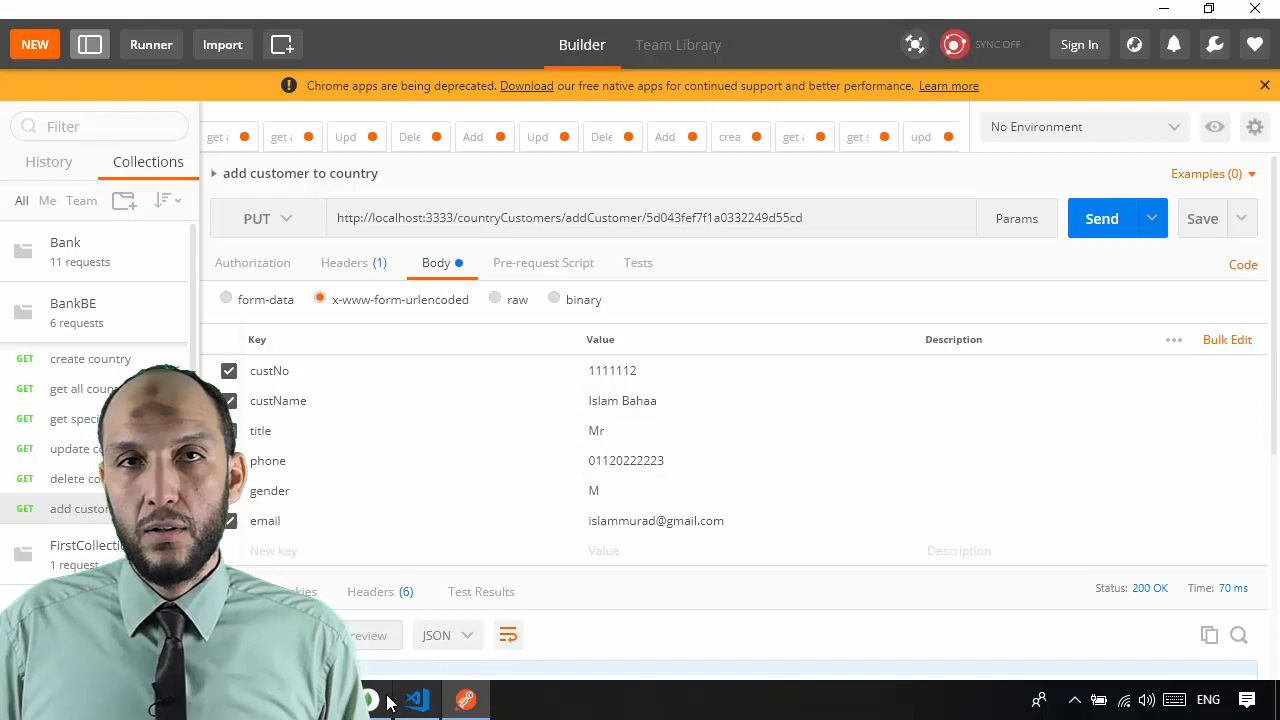 NEW
Runner
Import
Builder
Team Library
SYNC OFF
Sign In
Chrome apps are being deprecated. Download our free native apps for continued support and better performance. Learn more
Filter
History
Collections
All
Me
Team
Bank
11 requests
BankBE
6 requests
GET create country
GET get all coun
GET get speci
GET update co
GET delete co
GET add custom
FirstCollecti
1 request
get a
get a
Upd
Dele
Add
Upd
Dele
Add
crea
get a
get s
upd
No Environment
add customer to country
Examples (0)
PUT
http://localhost:3333/countryCustomers/addCustomer/5d043fef7f1a0332249d55cd
Params
Send
Save
Authorization
Headers (1)
Body
Pre-request Script
Tests
Code
form-data
x-www-form-urlencoded
raw
binary
Key
Value
Description
Bulk Edit
custNo 1111112
custName Islam Bahaa
title Mr
phone 01120222223
gender M
email islammurad@gmail.com
New key Value Description
kies
Headers (6)
Test Results
Status: 200 OK
Time: 70 ms
review
JSON
ENG